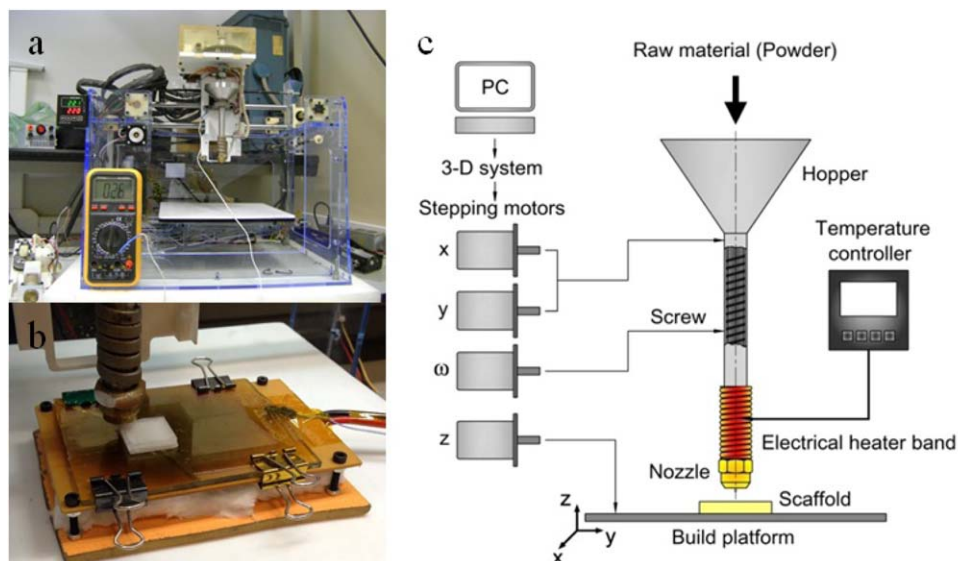 a
b
c
PC
3-D system
Stepping motors
x
y
ω
z
Raw material (Powder)
Hopper
Temperature
controller
Screw
Electrical heater band
Nozzle
Scaffold
Build platform
z
y
x